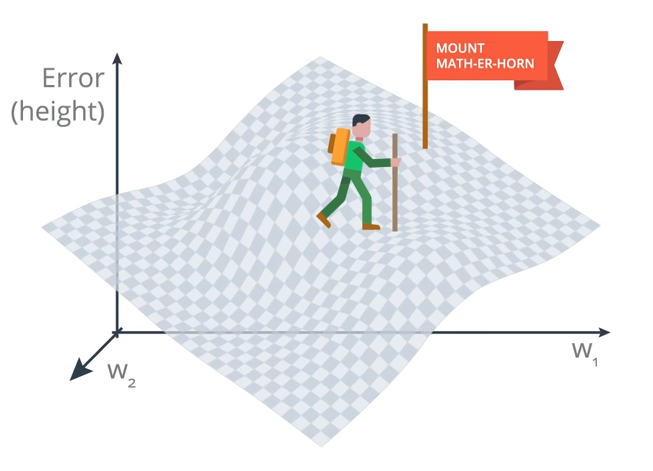 Error
(height)
MOUNT
MATH-ER-HORN
W₁
W₂